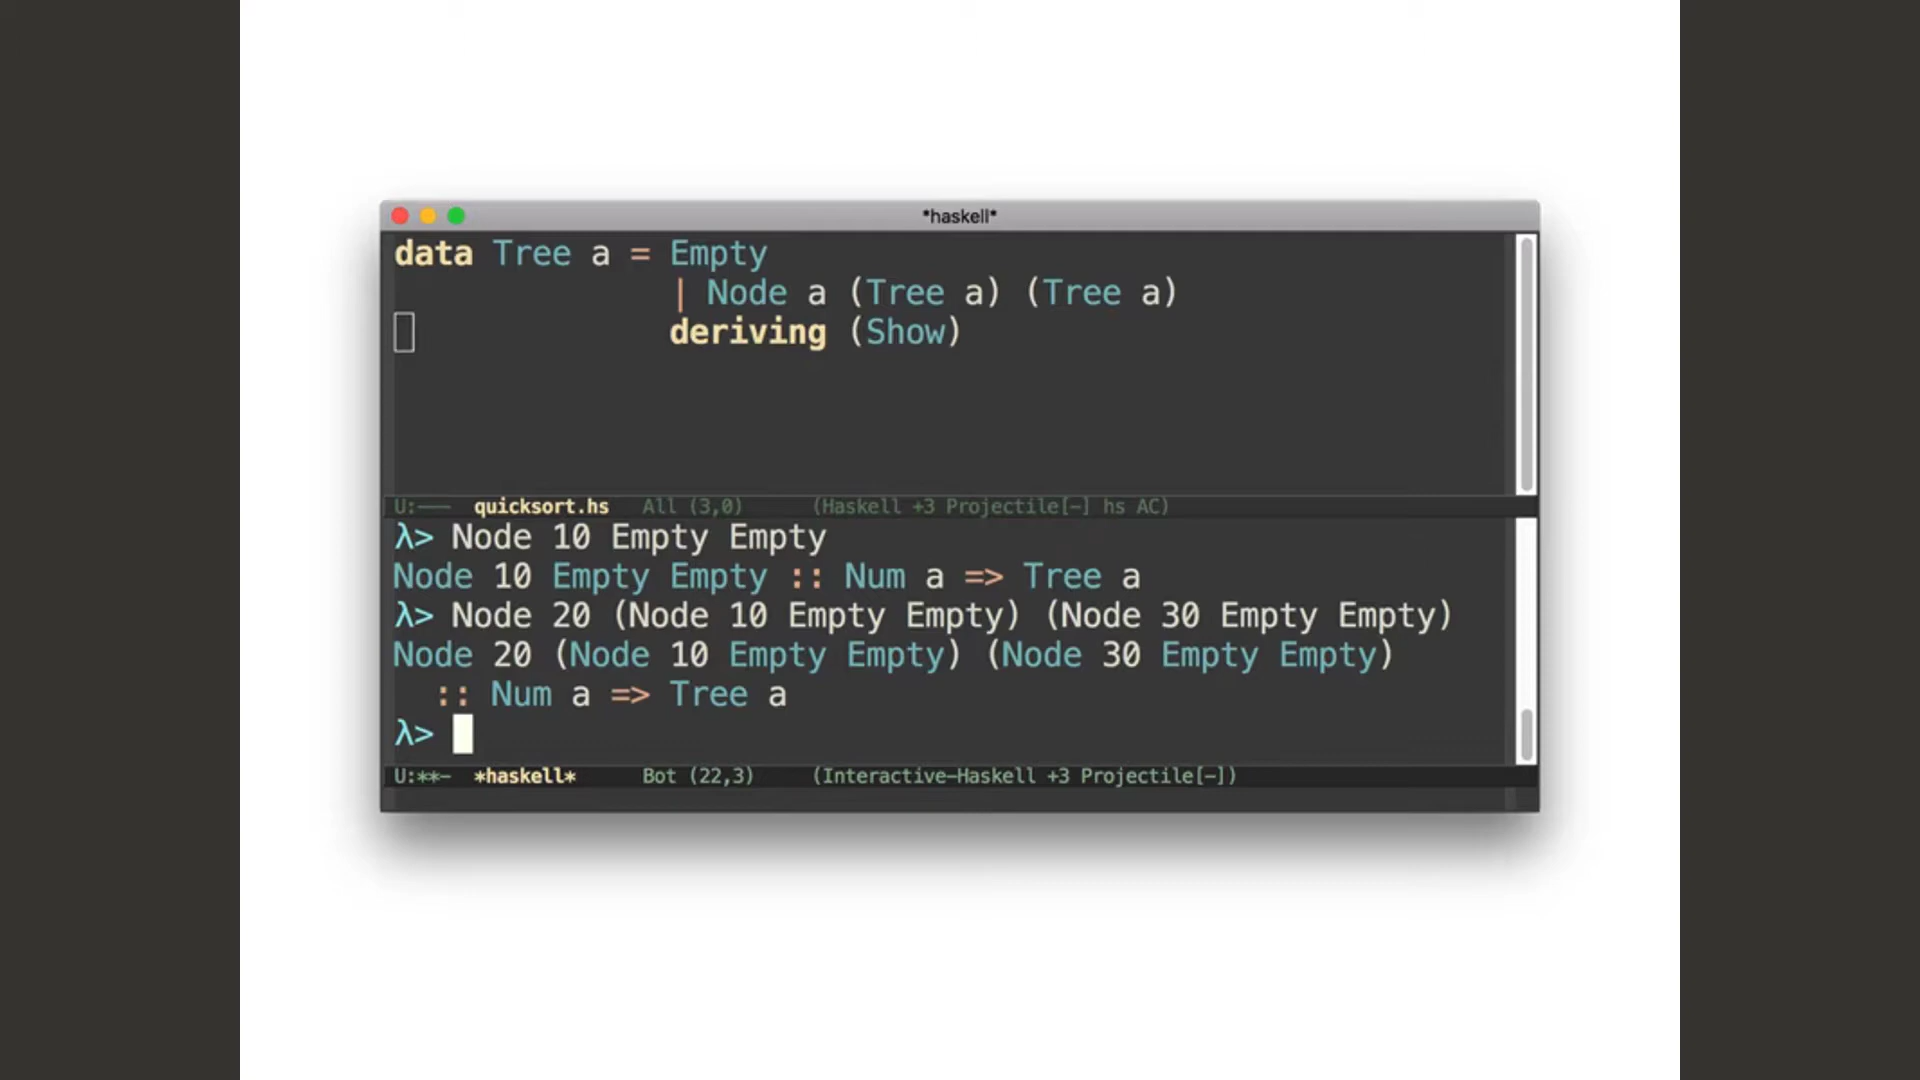 *haskell*
data Tree a = Empty
| Node a (Tree a) (Tree a)
deriving (Show)
U:--- quicksort.hs All (3,0) (Haskell +3 Projectile[-] hs AC)
λ> Node 10 Empty Empty
Node 10 Empty Empty :: Num a => Tree a
λ> Node 20 (Node 10 Empty Empty) (Node 30 Empty Empty)
Node 20 (Node 10 Empty Empty) (Node 30 Empty Empty)
:: Num a => Tree a
λ>
U:**- *haskell* Bot (22,3) (Interactive-Haskell +3 Projectile[-])